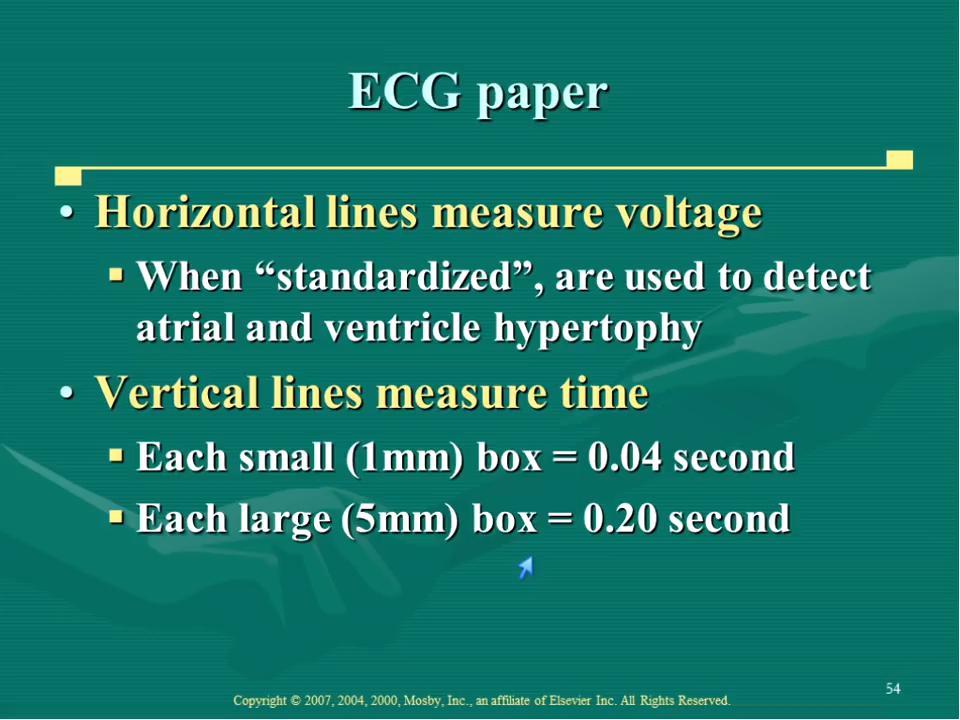 ECG paper
• Horizontal lines measure voltage
▪ When “standardized”, are used to detect
atrial and ventricle hypertophy
• Vertical lines measure time
▪ Each small (1mm) box = 0.04 second
▪ Each large (5mm) box = 0.20 second
54
Copyright © 2007, 2004, 2000, Mosby, Inc., an affiliate of Elsevier Inc. All Rights Reserved.